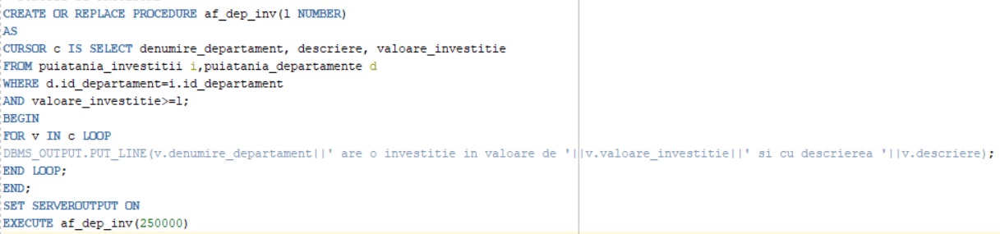 CREATE OR REPLACE PROCEDURE af_dep_inv(l NUMBER)
AS
CURSOR c IS SELECT denumire_departament, descriere, valoare_investitie
FROM puiatania_investitii i,puiatania_departamente d
WHERE d.id_departament=i.id_departament
AND valoare_investitie>=l;
BEGIN
FOR v IN c LOOP
DBMS_OUTPUT.PUT_LINE(v.denumire_departament||' are o investitie in valoare de '||v.valoare_investitie||' si cu descrierea '||v.descriere);
END LOOP;
END;
SET SERVEROUTPUT ON
EXECUTE af_dep_inv(250000)